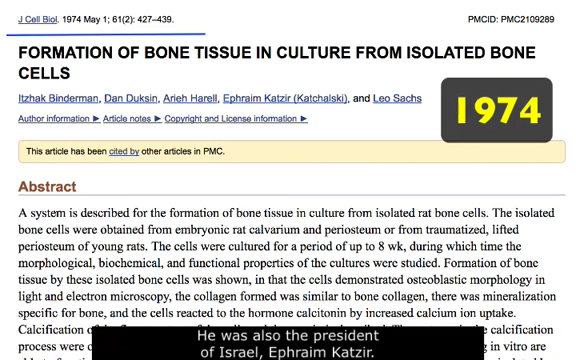 J Cell Biol. 1974 May 1; 61(2): 427–439.
PMCID: PMC2109289
FORMATION OF BONE TISSUE IN CULTURE FROM ISOLATED BONE
CELLS
Itzhak Binderman, Dan Duksin, Arieh Harell, Ephraim Katzir (Katchalski), and Leo Sachs
1974
Author information ► Article notes ► Copyright and License information ►
This article has been cited by other articles in PMC.
Abstract
A system is described for the formation of bone tissue in culture from isolated rat bone cells. The isolated
bone cells were obtained from embryonic rat calvarium and periosteum or from traumatized, lifted
periosteum of young rats. The cells were cultured for a period of up to 8 wk, during which time the
morphological, biochemical, and functional properties of the cultures were studied. Formation of bone
tissue by these isolated bone cells was shown, in that the cells demonstrated osteoblastic morphology in
light and electron microscopy, the collagen formed was similar to bone collagen, there was mineralization
specific for bone, and the cells reacted to the hormone calcitonin by increased calcium ion uptake.
Calcification of
calcification
process were
in vitro are
He was also the president
of Israel, Ephraim Katzir.